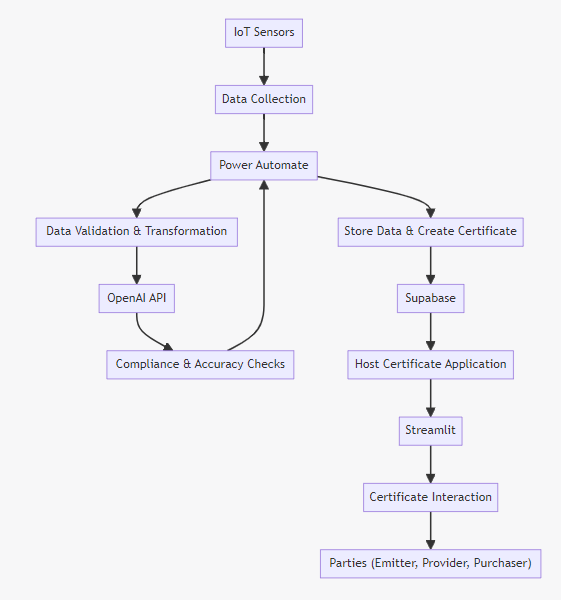 IoT Sensors
Data Collection
Power Automate
Data Validation & Transformation
Store Data & Create Certificate
OpenAI API
Supabase
Compliance & Accuracy Checks
Host Certificate Application
Streamlit
Certificate Interaction
Parties (Emitter, Provider, Purchaser)